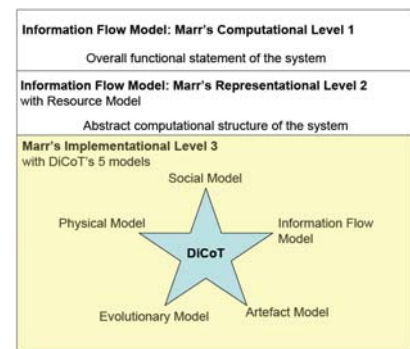 Information Flow Model: Marr's Computational Level 1
Overall functional statement of the system
Information Flow Model: Marr's Representational Level 2
with Resource Model
Abstract computational structure of the system
Marr's Implementational Level 3
with DiCoT's 5 models
Social Model
Physical Model
Information Flow
Model
DiCoT
Evolutionary Model
Artefact Model